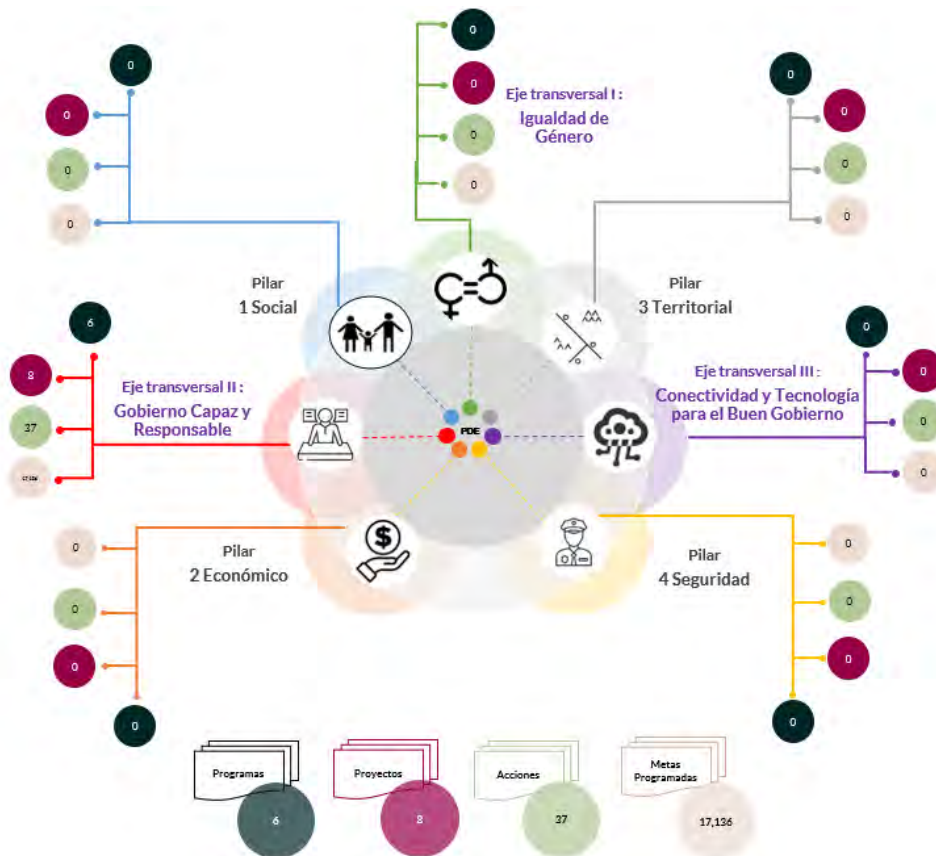 0
0
0
0
0
0
0
0
Eje transversal I :
Igualdad de
Género
0
0
0
0
Pilar
1 Social
Pilar
3 Territorial
6
8
37
Eje transversal II :
Gobierno Capaz y
Responsable
PDE
Eje transversal III :
Conectividad y Tecnología
para el Buen Gobierno
0
0
0
0
0
0
0
0
Pilar
2 Económico
$
Pilar
4 Seguridad
0
0
0
0
Programas
6
Proyectos
8
Acciones
37
Metas
Programadas
17,136